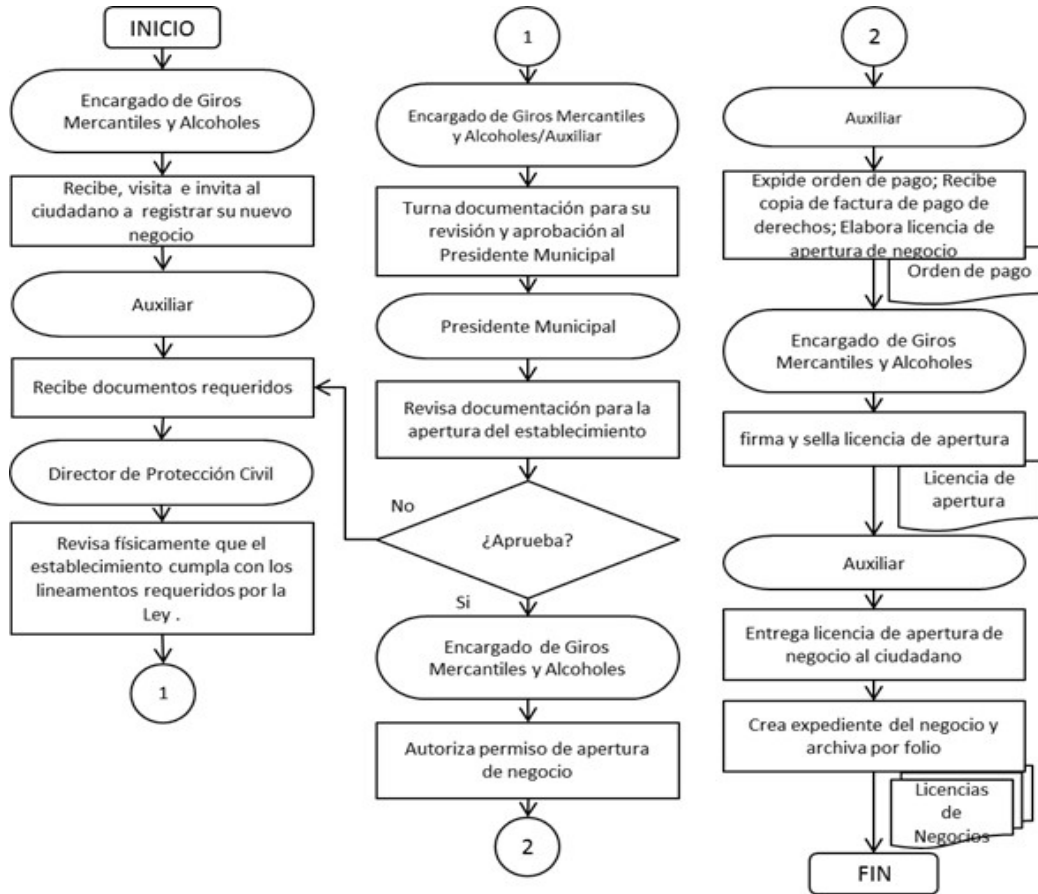 INICIO
Encargado de Giros
Mercantiles y Alcoholes
Recibe, visita e invita al
ciudadano a registrar su nuevo
negocio
Auxiliar
Recibe documentos requeridos
Director de Protección Civil
Revisa físicamente que el
establecimiento cumpla con los
lineamentos requeridos por la
Ley .
1
1
Encargado de Giros Mercantiles
y Alcoholes/Auxiliar
Turna documentación para su
revisión y aprobación al
Presidente Municipal
Presidente Municipal
Revisa documentación para la
apertura del establecimiento
No
¿Aprueba?
Si
Encargado de Giros
Mercantiles y Alcoholes
Autoriza permiso de apertura
de negocio
2
2
Auxiliar
Expide orden de pago; Recibe
copia de factura de pago de
derechos; Elabora licencia de
apertura de negocio
Orden de pago
Encargado de Giros
Mercantiles y Alcoholes
firma y sella licencia de apertura
Licencia de
apertura
Auxiliar
Entrega licencia de apertura de
negocio al ciudadano
Crea expediente del negocio y
archiva por folio
Licencias
de
Negocios
FIN